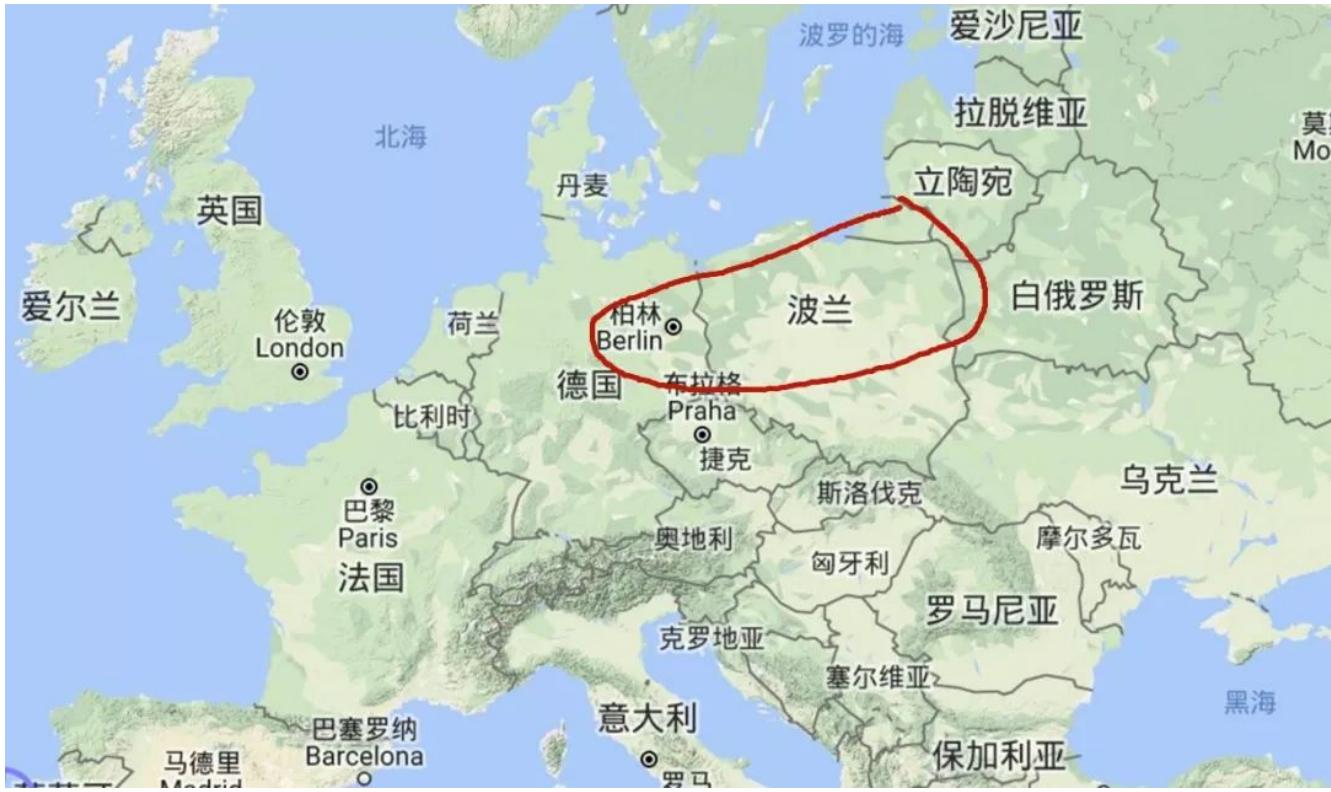 爱沙尼亚
波罗的海
拉脱维亚
北海
Mo
立陶宛
丹麦
英国
白俄罗斯
爱尔兰
波兰
柏林
Berlin
伦敦
London
荷兰
德国
布拉格
Praha
比利时
捷克
乌克兰
斯洛伐克
巴黎
Paris
奥地利
摩尔多瓦
匈牙利
法国
罗马尼亚
克罗地亚
塞尔维亚
黑海
意大利
巴塞罗纳
Barcelona
保加利亚
马德里
Madrid
罗马